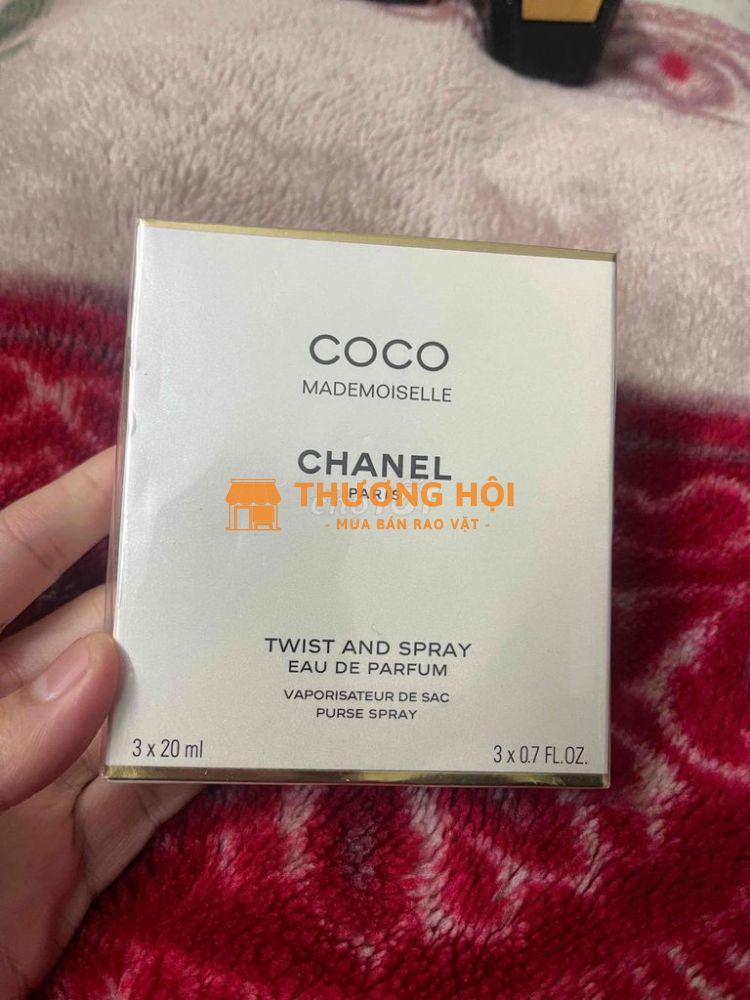 COCO
MADEMOISELLE
CHANEL
PARIS
THƯƠNG HỘI
- MUA BÁN RAO VẶT -
TWIST AND SPRAY
EAU DE PARFUM
VAPORISATEUR DE SAC
PURSE SPRAY
3 x 20 ml
3 x 0.7 FL.OZ.